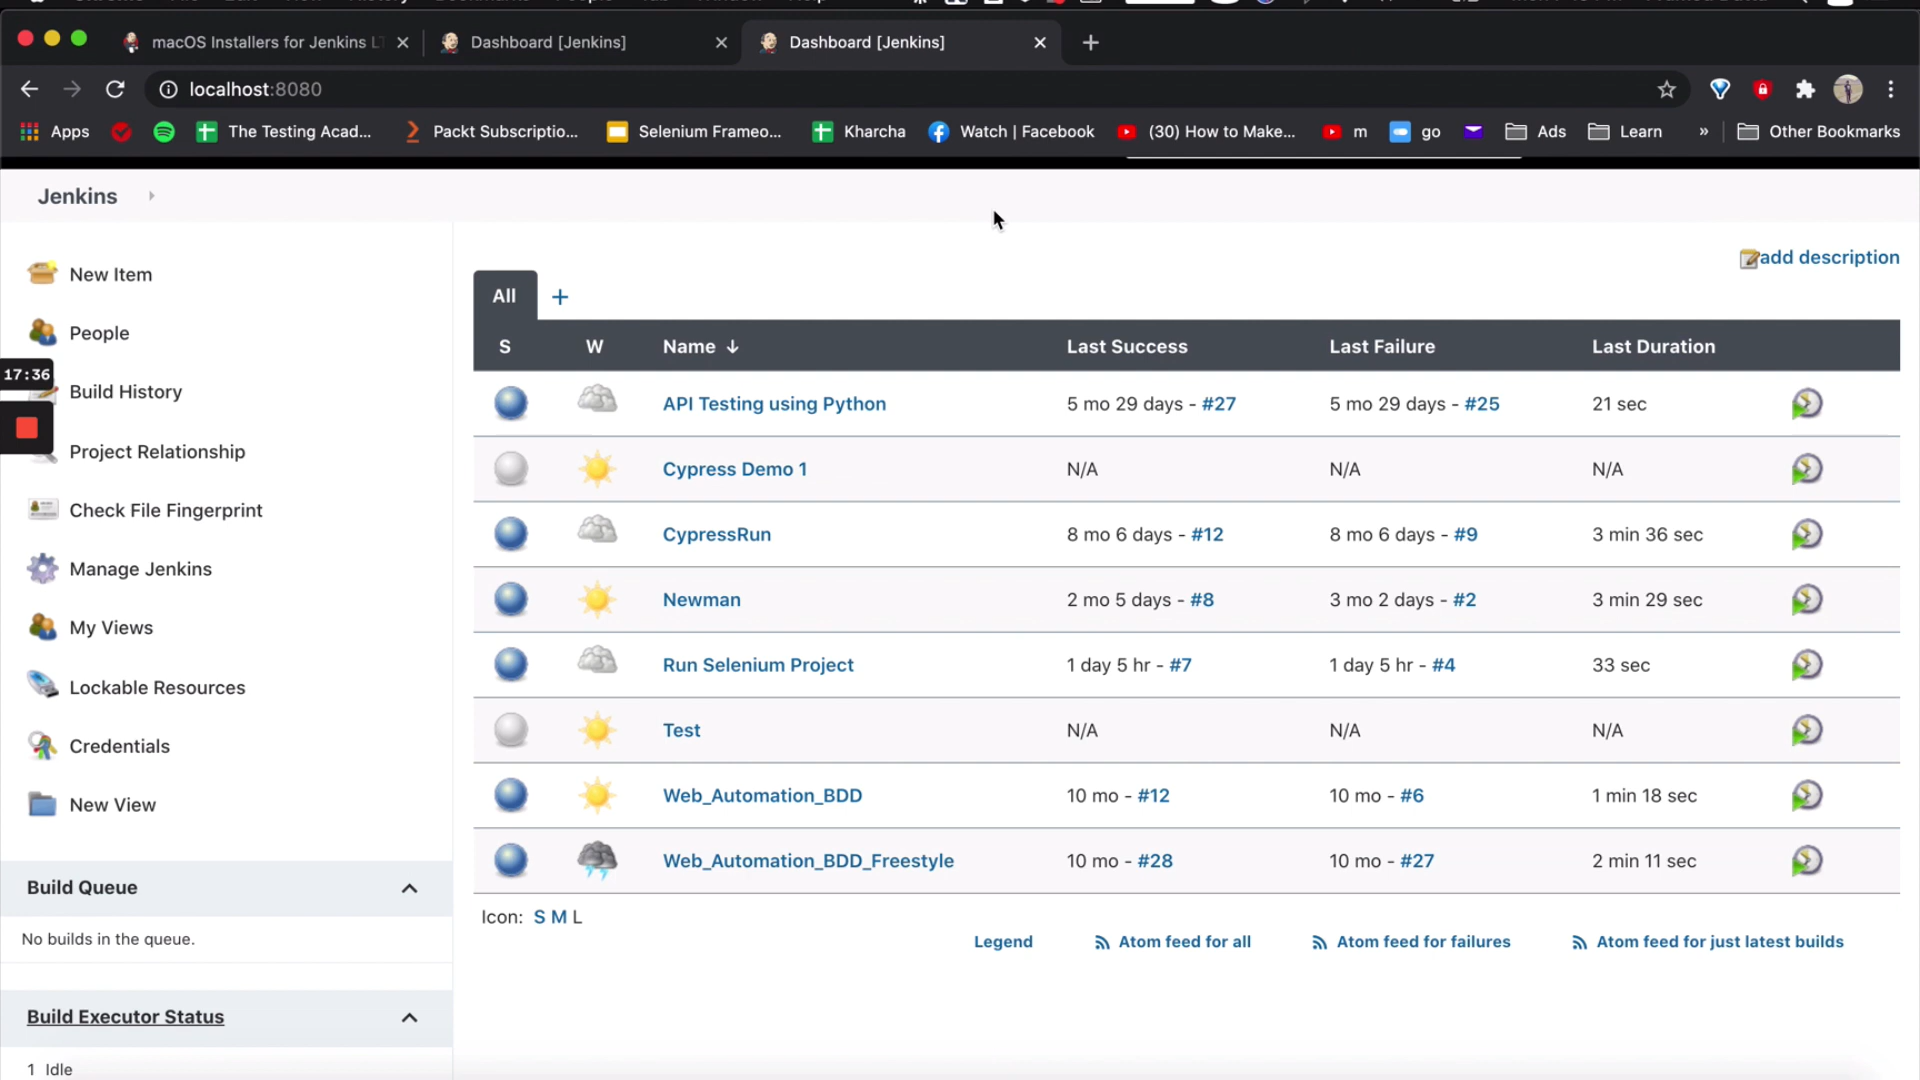 macOS Installers for Jenkins LT
Dashboard [Jenkins]
Dashboard [Jenkins]
localhost:8080
Apps
The Testing Acad...
Packt Subscriptio...
Selenium Frameo...
Kharcha
Watch | Facebook
(30) How to Make...
m
go
Ads
Learn
»
Other Bookmarks
Jenkins
add description
New Item
People
17:36
Build History
Project Relationship
Check File Fingerprint
Manage Jenkins
My Views
Lockable Resources
Credentials
New View
Build Queue
No builds in the queue.
Build Executor Status
1 Idle
All +
S W Name ↓ Last Success Last Failure Last Duration
API Testing using Python 5 mo 29 days - #27 5 mo 29 days - #25 21 sec
Cypress Demo 1 N/A N/A N/A
CypressRun 8 mo 6 days - #12 8 mo 6 days - #9 3 min 36 sec
Newman 2 mo 5 days - #8 3 mo 2 days - #2 3 min 29 sec
Run Selenium Project 1 day 5 hr - #7 1 day 5 hr - #4 33 sec
Test N/A N/A N/A
Web_Automation_BDD 10 mo - #12 10 mo - #6 1 min 18 sec
Web_Automation_BDD_Freestyle 10 mo - #28 10 mo - #27 2 min 11 sec
Icon: S M L
Legend Atom feed for all Atom feed for failures Atom feed for just latest builds